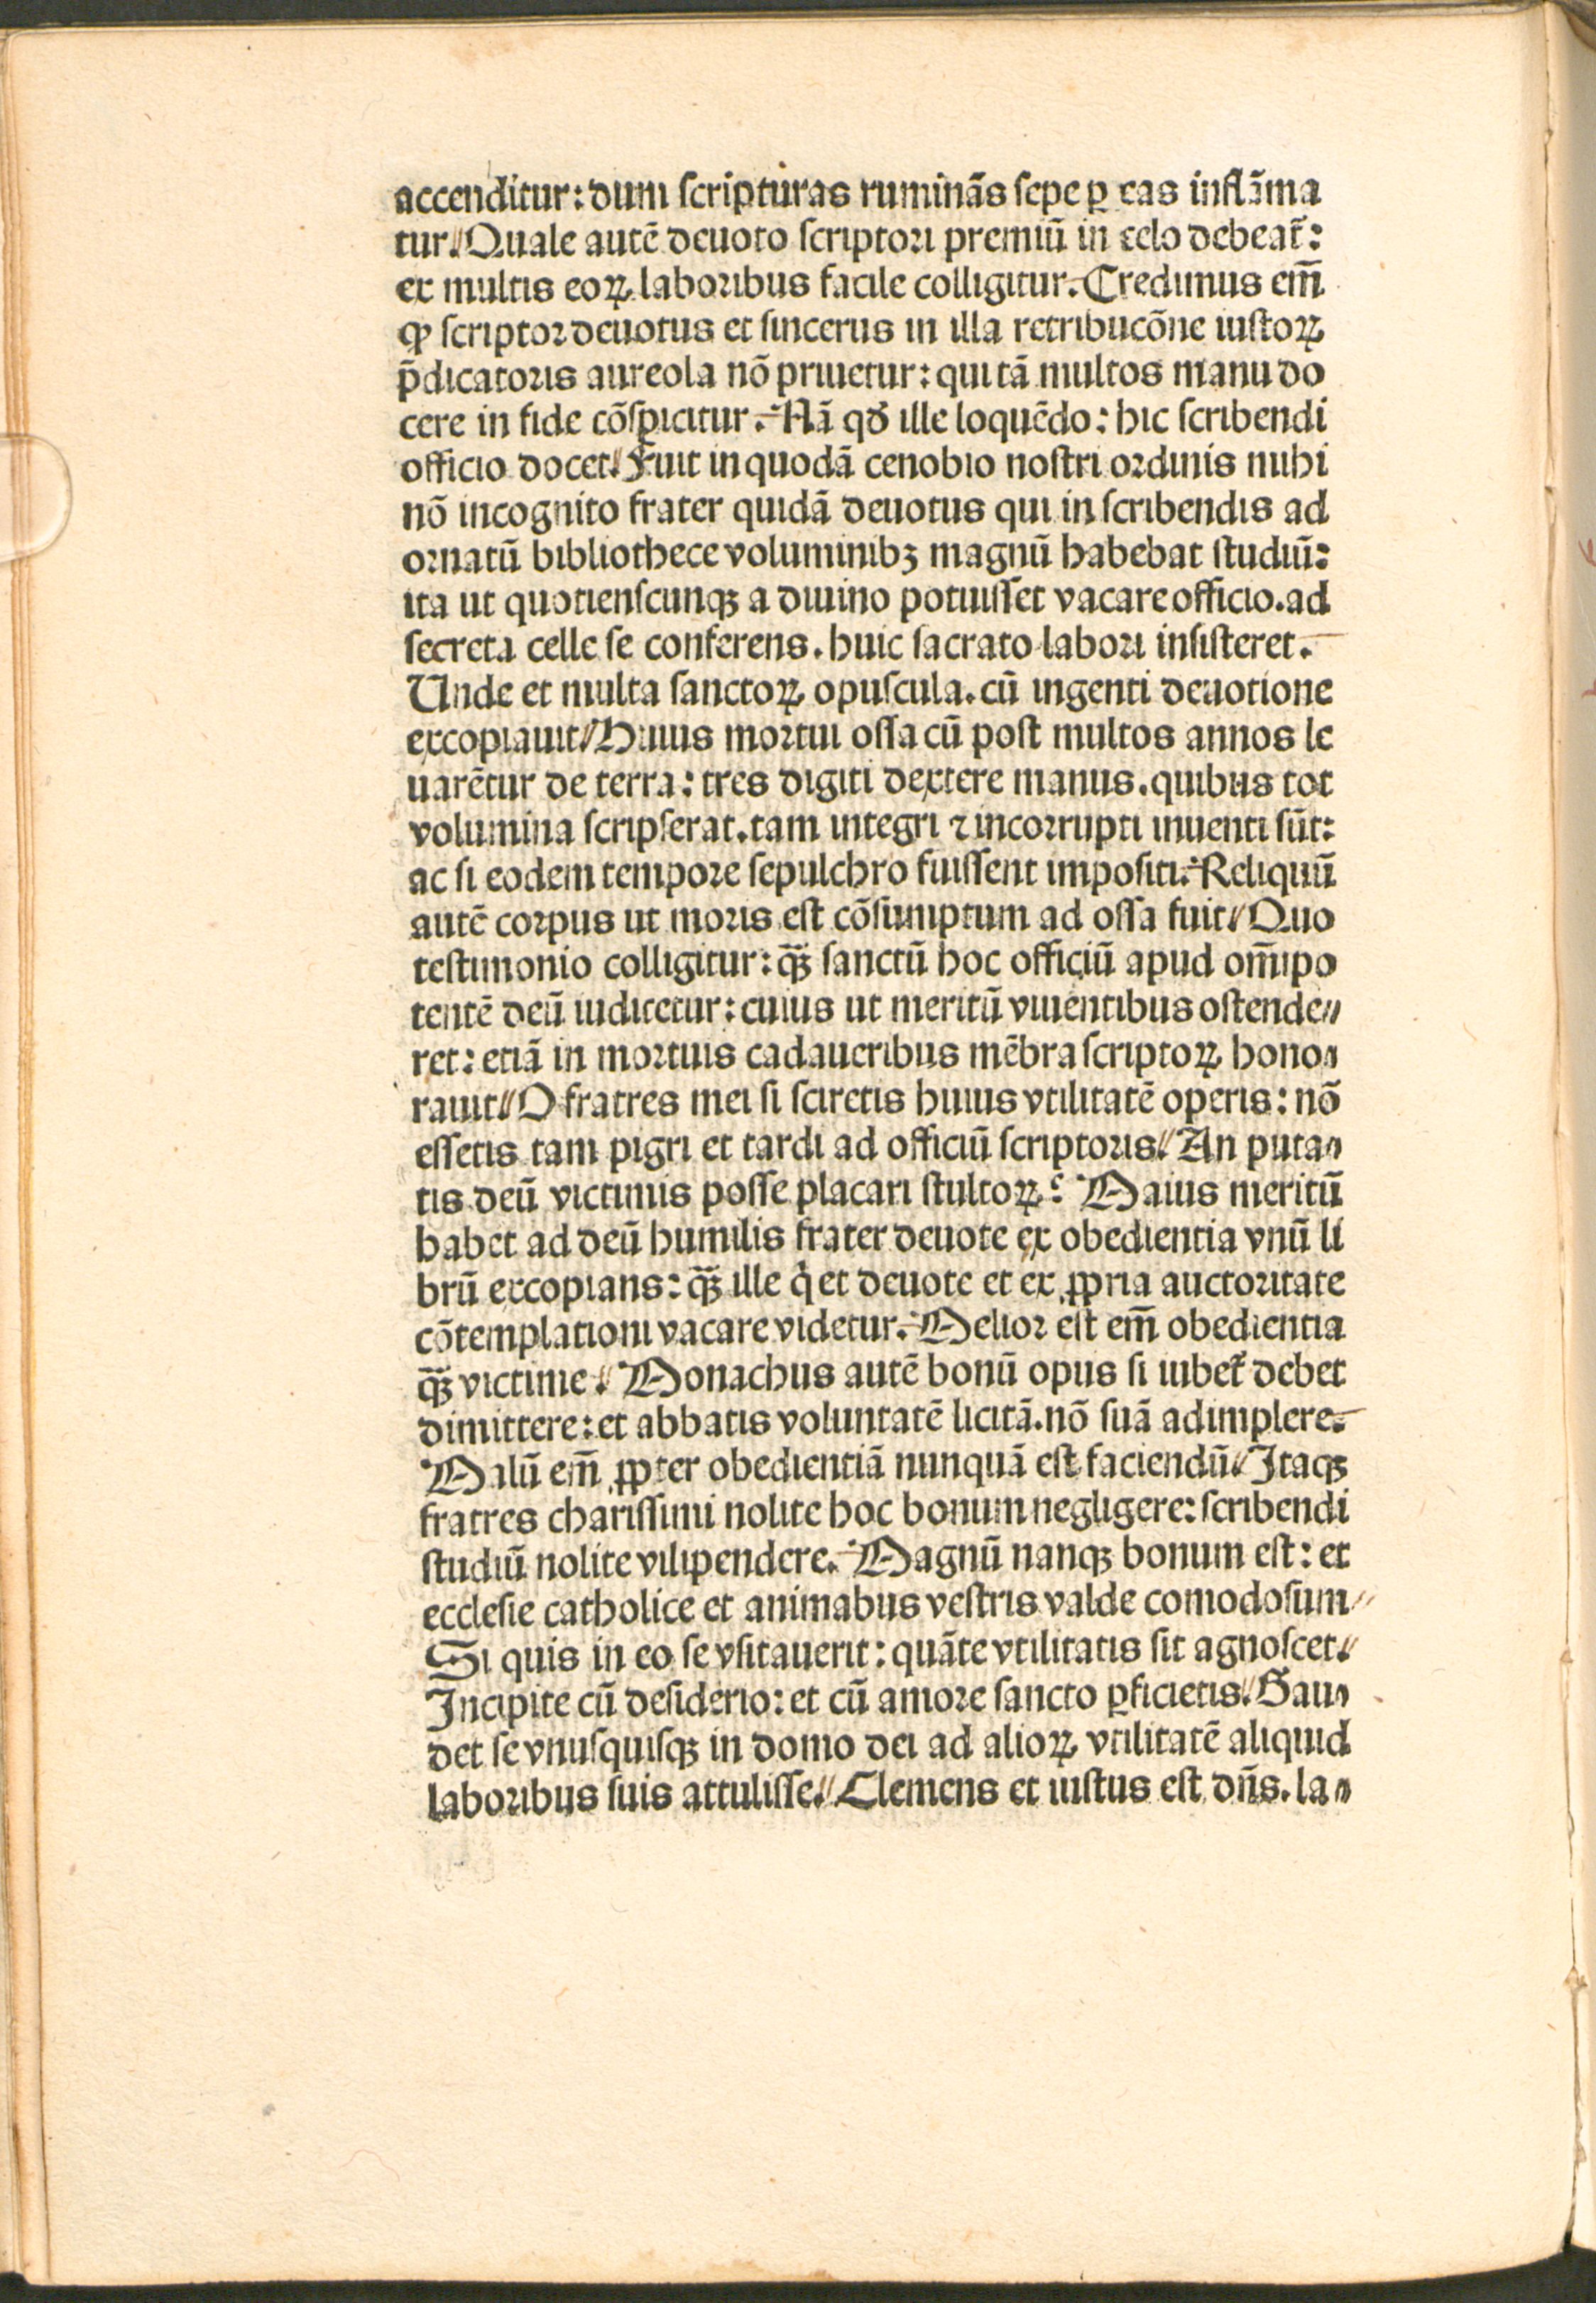 accenditur: dum ſcripturas ruminãs ſepe ꝑ eas inflãma
tur.// Quale autẽ deuoto ſcriptori premiũ in celo debeat᷑:
ex multis eoꝝ laboribus facile colligitur. Credimus em̃
ꝙ ſcriptor deuotus et ſincerus in illa retribucõne iuſtoꝝ
p̃dicatoris aureola nõ priuetur: qui tã multos manu do
cere in fide cõſpicitur. Nã qđ ille loquẽdo: hic ſcribendi
officio docet.// Fuit in quodã cenobio noſtri ordinis mihi
nõ incognito frater quidã deuotus qui in ſcribendis ad
ornatũ bibliothece voluminibꝫ magnũ habebat ſtudiũ:
ita ut quotienſcunqꝫ a diuino potuiſſet vacare officio. ad
ſecreta celle ſe conferens. huic ſacrato labori inſiſteret.
Unde et multa ſanctoꝝ opuſcula. cũ ingenti deuotione
excopiauit.// Huius mortui oſſa cũ poſt multos annos le
uarẽtur de terra: tres digiti dextere manus. quibus tot
volumina ſcripſerat. tam integri ⁊ incorrupti inuenti ſũt:
ac ſi eodem tempore ſepulchro fuiſſent impoſiti. Reliquũ
autẽ corpus ut moris eſt cõſumptum ad oſſa fuit.// Quo
teſtimonio colligitur: q̃ꝫ ſanctũ hoc officiũ apud om̃ipo
tentẽ deũ iudicetur: cuius ut meritũ viuentibus oſtende//
ret: etiã in mortuis cadaueribus mẽbra ſcriptoꝝ hono//
rauit.// O fratres mei ſi ſciretis huius vtilitatẽ operis: nõ
eſſetis tam pigri et tardi ad officiũ ſcriptoris.// An puta//
tis deũ victimis poſſe placari ſtultoꝝ? Maius meritũ
habet ad deũ humilis frater deuote ex obedientia vnũ li
brũ excopians: q̃ꝫ ille q̇ et deuote et ex ꝓpria auctoritate
cõtemplationi vacare videtur. Melior eſt em̃ obedientia
q̃ꝫ victime.// Monachus autẽ bonũ opus ſi iubet᷑ debet
dimittere: et abbatis voluntatẽ licitã. nõ ſuã adimplere.
Malũ em̃ ꝓpter obedientiã nunquã eſt faciendũ.// Itaqꝫ
fratres chariſſimi nolite hoc bonum negligere: ſcribendi
ſtudiũ nolite vilipendere. Magnũ nanqꝫ bonum eſt: et
eccleſie catholice et animabus veſtris valde comodoſum//
Si quis in eo ſe vſitauerit: quãte vtilitatis ſit agnoſcet.//
Incipite cũ deſiderio: et cũ amore ſancto ꝑficietis.// Gau//
det ſe vnuſquiſqꝫ in domo dei ad alioꝝ vtilitatẽ aliquid
laboribus ſuis attuliſſe.// Clemens et iuſtus eſt dñs. la//